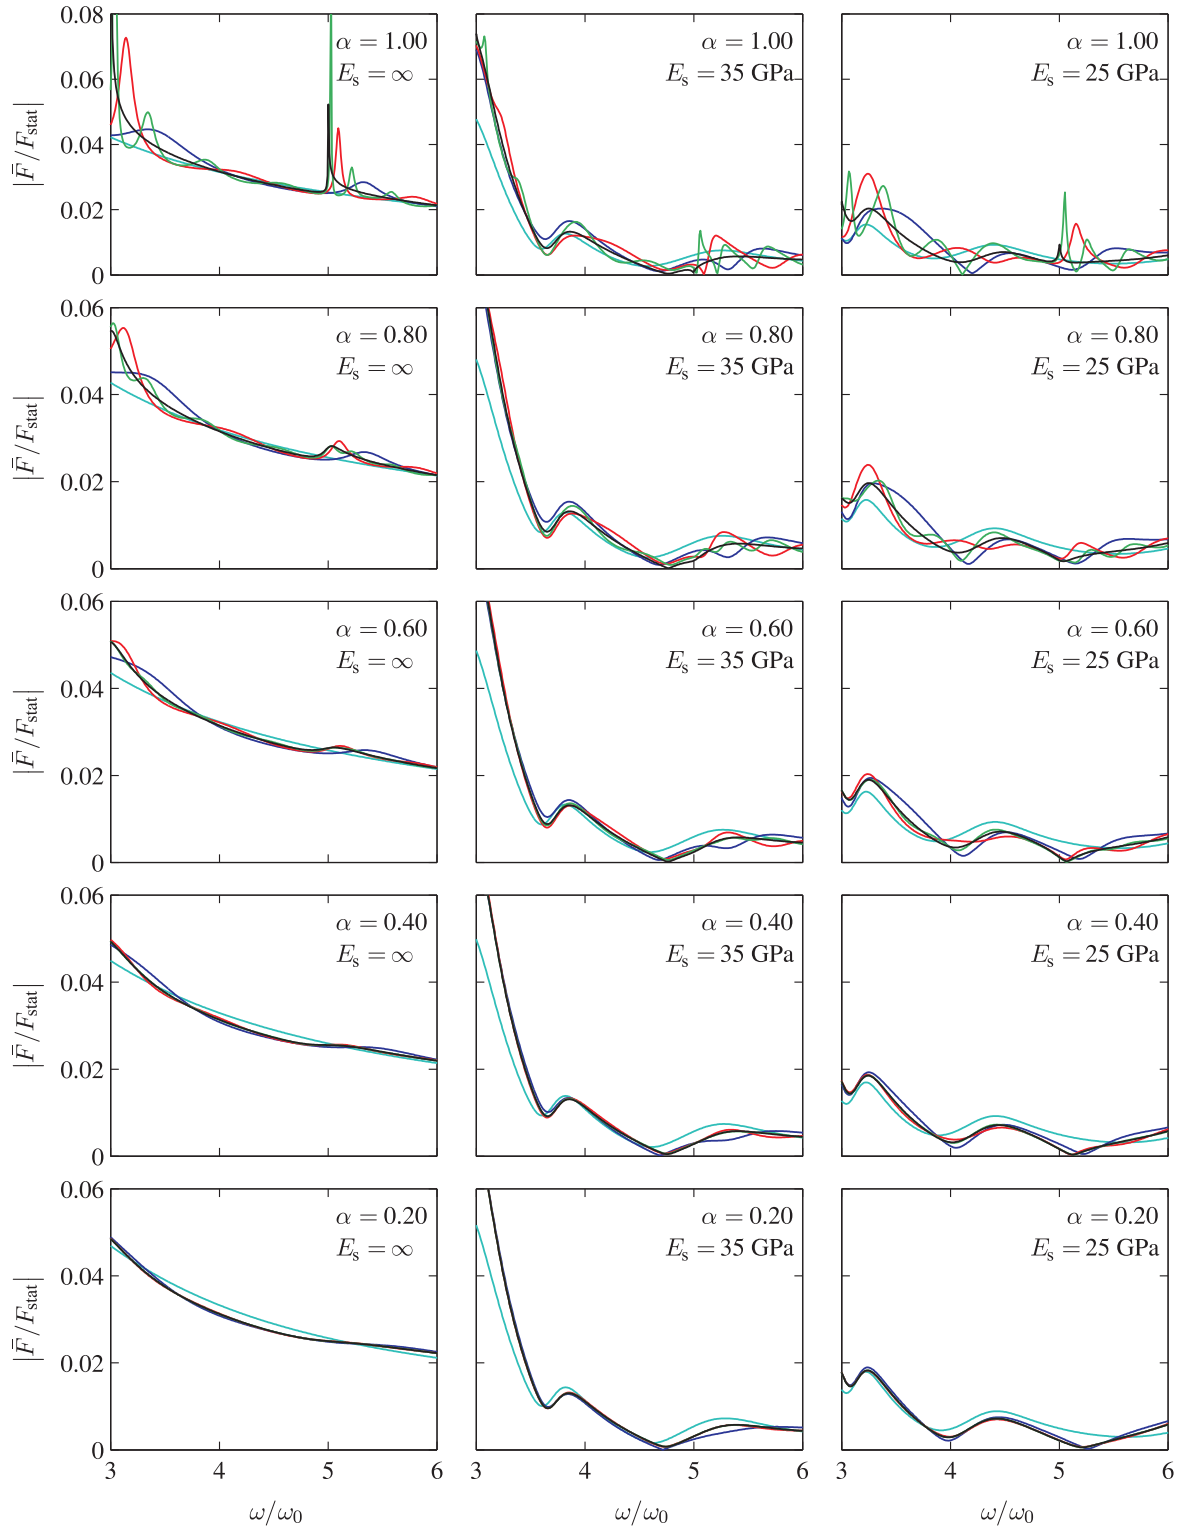 0.08
0.06
0.04
0.02
0
|F̄/F_stat|
α = 1.00
E_s = ∞
α = 1.00
E_s = 35 GPa
α = 1.00
E_s = 25 GPa
0.06
0.04
0.02
0
|F̄/F_stat|
α = 0.80
E_s = ∞
α = 0.80
E_s = 35 GPa
α = 0.80
E_s = 25 GPa
0.06
0.04
0.02
0
|F̄/F_stat|
α = 0.60
E_s = ∞
α = 0.60
E_s = 35 GPa
α = 0.60
E_s = 25 GPa
0.06
0.04
0.02
0
|F̄/F_stat|
α = 0.40
E_s = ∞
α = 0.40
E_s = 35 GPa
α = 0.40
E_s = 25 GPa
0.06
0.04
0.02
0
|F̄/F_stat|
α = 0.20
E_s = ∞
α = 0.20
E_s = 35 GPa
α = 0.20
E_s = 25 GPa
3 4 5 6
3 4 5 6
3 4 5 6
ω/ω₀
ω/ω₀
ω/ω₀